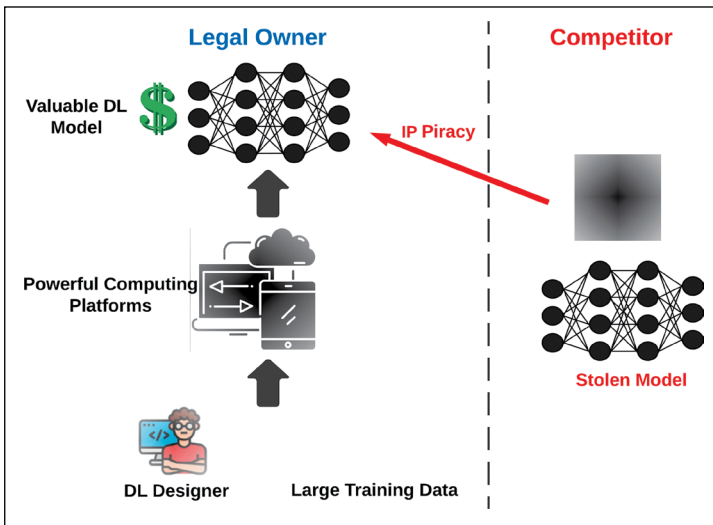 Legal Owner
Competitor
Valuable DL
Model
$
IP Piracy
Powerful Computing
Platforms
Stolen Model
</>
DL Designer
Large Training Data